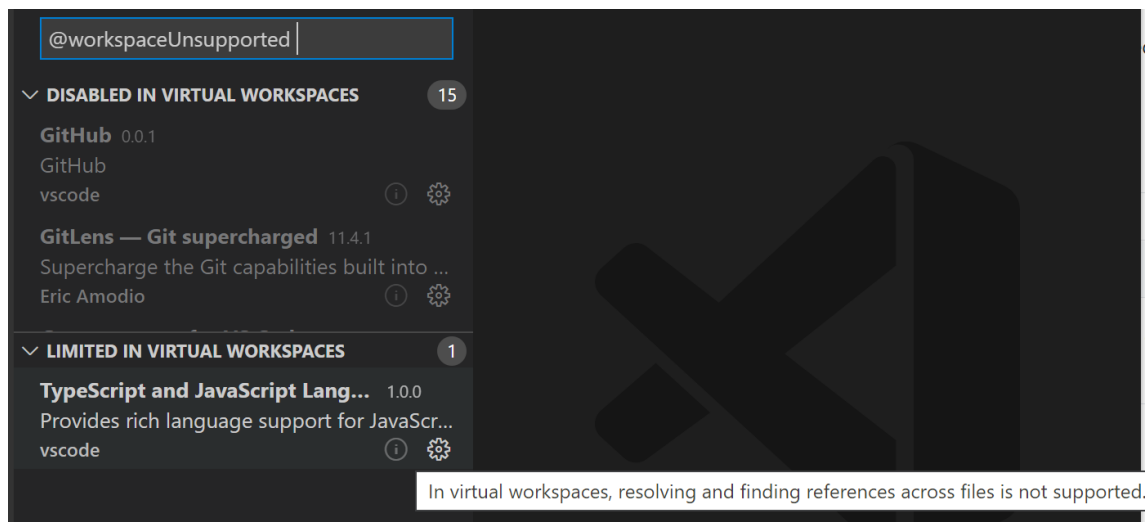 @workspaceUnsupported
DISABLED IN VIRTUAL WORKSPACES 15
GitHub 0.0.1
GitHub
vscode
GitLens — Git supercharged 11.4.1
Supercharge the Git capabilities built into ...
Eric Amodio
LIMITED IN VIRTUAL WORKSPACES 1
TypeScript and JavaScript Lang... 1.0.0
Provides rich language support for JavaScr...
vscode
In virtual workspaces, resolving and finding references across files is not supported.